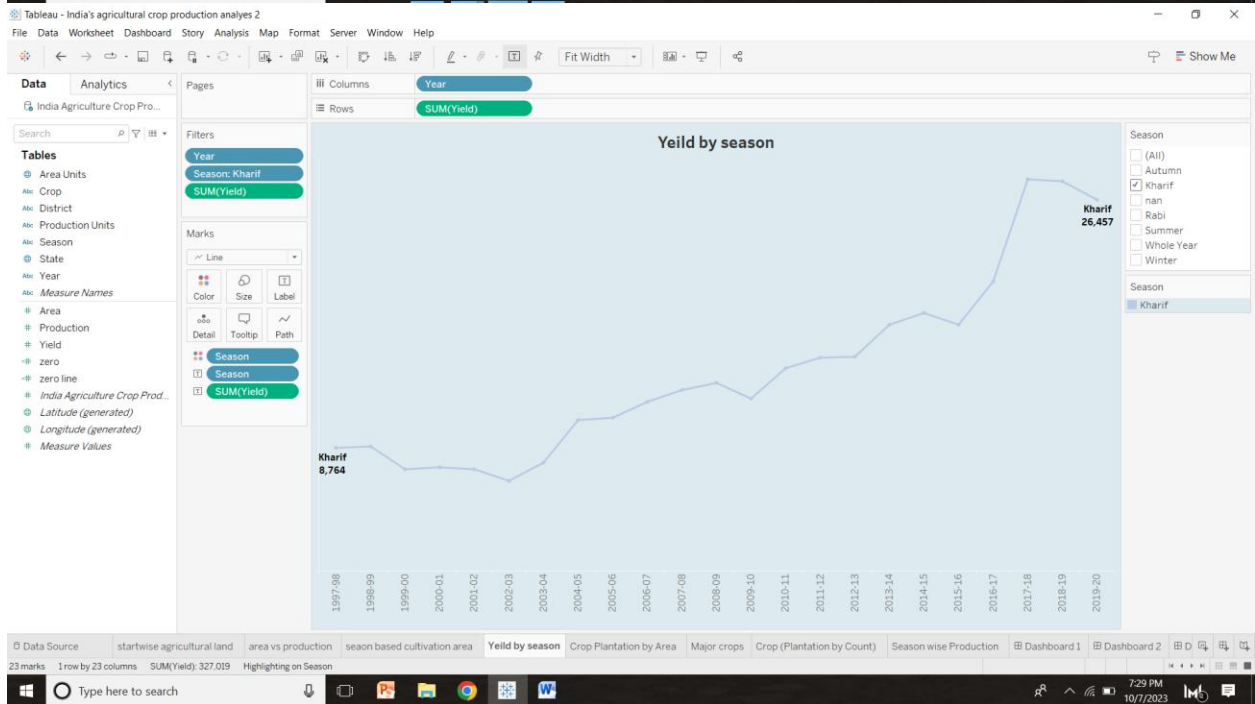 Tableau - India's agricultural crop production analyes 2
File Data Worksheet Dashboard Story Analysis Map Format Server Window Help
Fit Width
Show Me
Data Analytics
India Agriculture Crop Pro...
Search
Tables
Area Units
Abc Crop
Abc District
Abc Production Units
Abc Season
State
Abc Year
Abc Measure Names
# Area
# Production
# Yield
=# zero
=# zero line
# India Agriculture Crop Prod...
Latitude (generated)
Longitude (generated)
# Measure Values
Pages
Filters
Year
Season: Kharif
SUM(Yield)
Marks
Line
Color Size Label
Detail Tooltip Path
Season
Season
SUM(Yield)
Columns Year
Rows SUM(Yield)
Yeild by season
Kharif
26,457
Kharif
8,764
1997-98
1998-99
1999-00
2000-01
2001-02
2002-03
2003-04
2004-05
2005-06
2006-07
2007-08
2008-09
2009-10
2010-11
2011-12
2012-13
2013-14
2014-15
2015-16
2016-17
2017-18
2018-19
2019-20
Season
(All)
Autumn
Kharif
nan
Rabi
Summer
Whole Year
Winter
Season
Kharif
Data Source startwise agricultural land area vs production seaon based cultivation area Yeild by season Crop Plantation by Area Major crops Crop (Plantation by Count) Season wise Production Dashboard 1 Dashboard 2 D
23 marks 1 row by 23 columns SUM(Yield): 327.019 Highlighting on Season
Type here to search
7:29 PM
10/7/2023